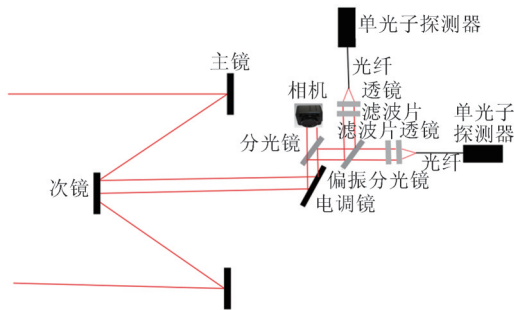 单光子探测器
主镜
光纤
相机
透镜
滤波片
单光子
探测器
分光镜
滤波片透镜
光纤
次镜
偏振分光镜
电调镜